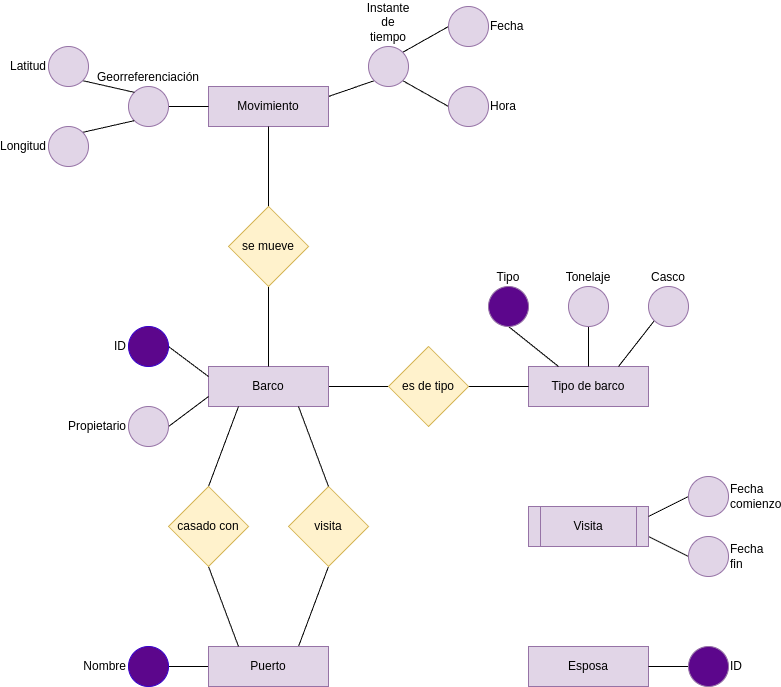 Instante
de
tiempo
Fecha
Latitud
Georreferenciación
Movimiento
Hora
Longitud
se mueve
Tipo
Tonelaje
Casco
ID
Barco
es de tipo
Tipo de barco
Propietario
Fecha
comienzo
casado con
visita
Visita
Fecha
fin
Nombre
Puerto
Esposa
ID